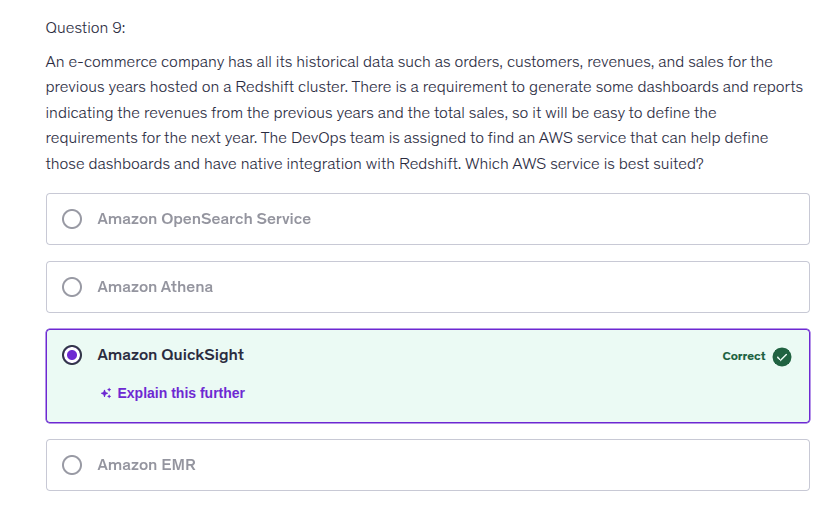 Question 9:
An e-commerce company has all its historical data such as orders, customers, revenues, and sales for the
previous years hosted on a Redshift cluster. There is a requirement to generate some dashboards and reports
indicating the revenues from the previous years and the total sales, so it will be easy to define the
requirements for the next year. The DevOps team is assigned to find an AWS service that can help define
those dashboards and have native integration with Redshift. Which AWS service is best suited?
Amazon OpenSearch Service
Amazon Athena
Amazon QuickSight
Correct
Explain this further
Amazon EMR